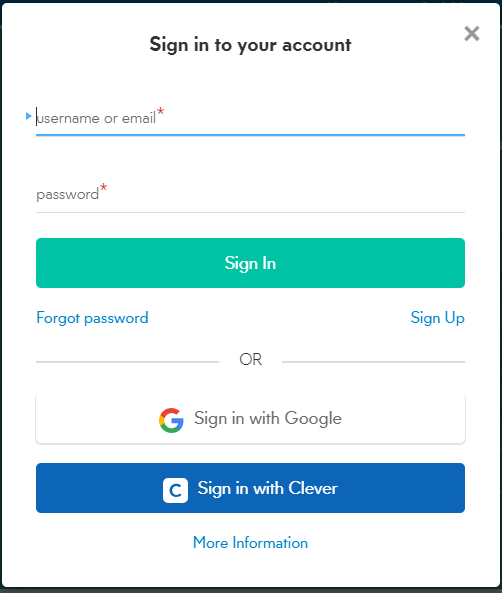 Sign in to your account
×
username or email*
password*
Sign In
Forgot password Sign Up
OR
G Sign in with Google
C Sign in with Clever
More Information